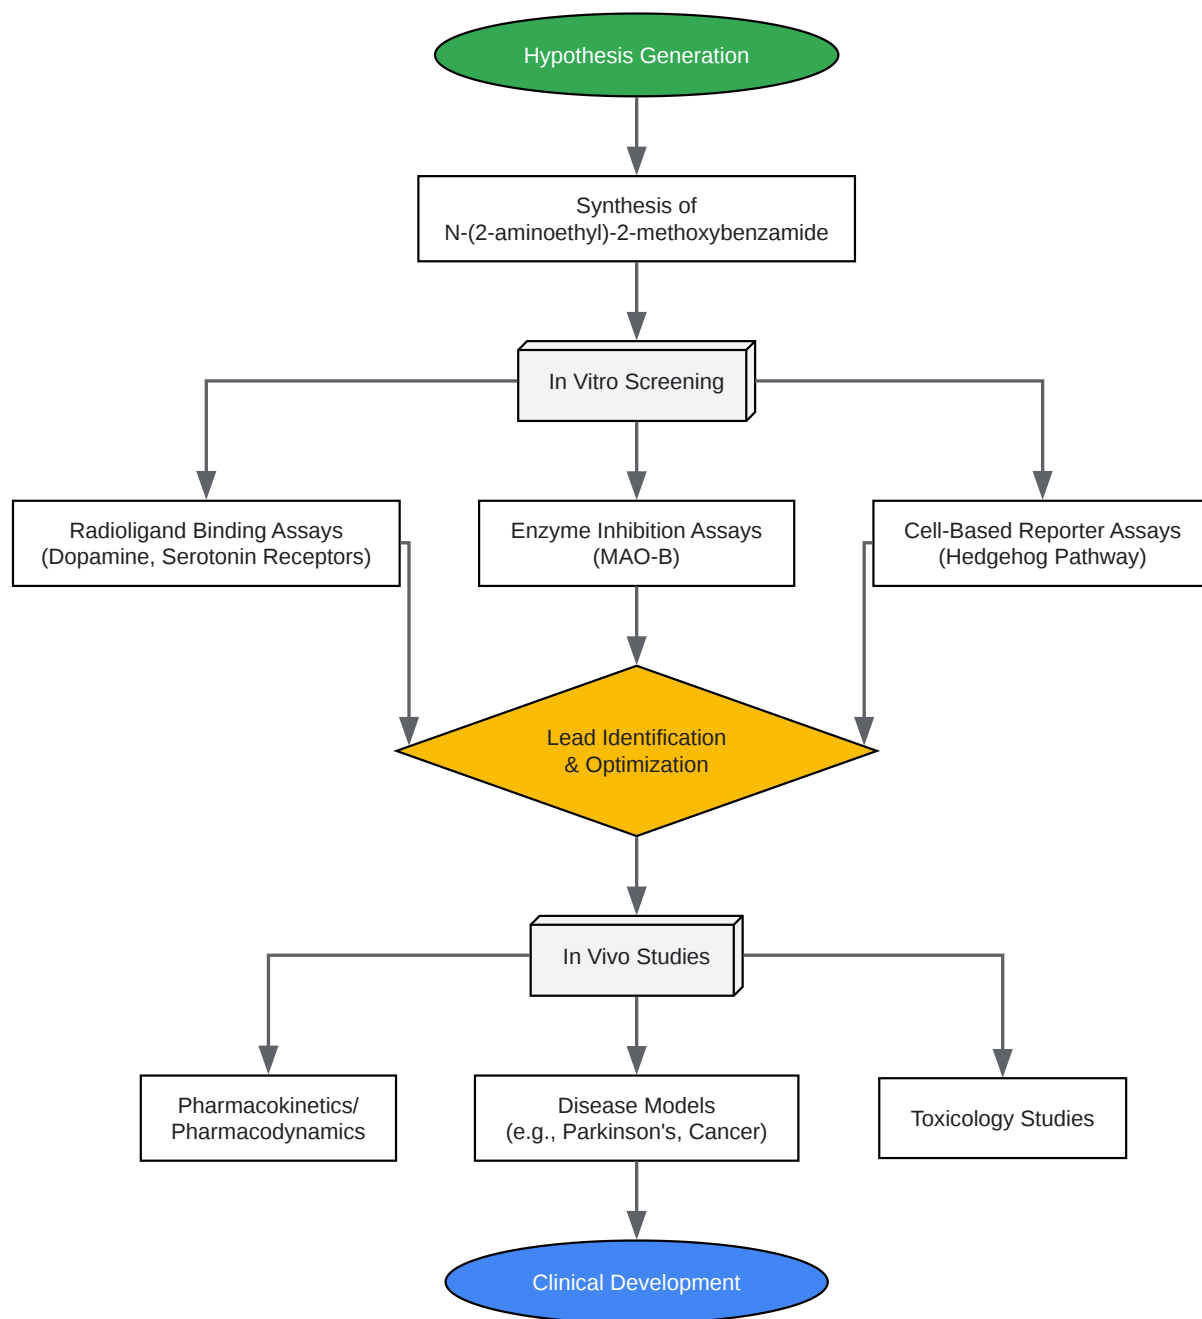 Hypothesis Generation
Synthesis of
N-(2-aminoethyl)-2-methoxybenzamide
In Vitro Screening
Radioligand Binding Assays
(Dopamine, Serotonin Receptors)
Enzyme Inhibition Assays
(MAO-B)
Cell-Based Reporter Assays
(Hedgehog Pathway)
Lead Identification
& Optimization
In Vivo Studies
Pharmacokinetics/
Pharmacodynamics
Disease Models
(e.g., Parkinson's, Cancer)
Toxicology Studies
Clinical Development